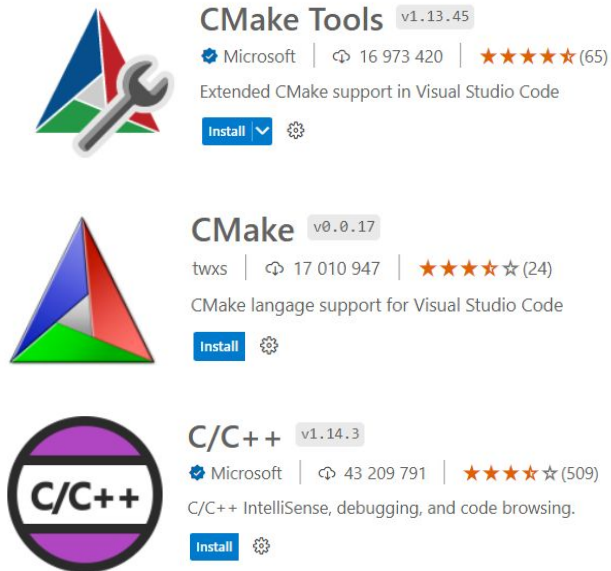 CMake Tools v1.13.45
Microsoft 16 973 420 (65)
Extended CMake support in Visual Studio Code
Install
CMake v0.0.17
twxs 17 010 947 (24)
CMake langage support for Visual Studio Code
Install
C/C++
C/C++ v1.14.3
Microsoft 43 209 791 (509)
C/C++ IntelliSense, debugging, and code browsing.
Install